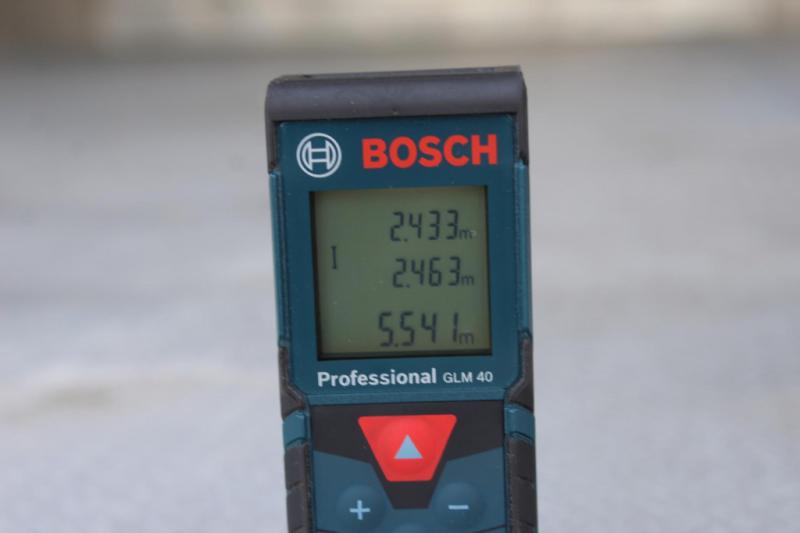 BOSCH
2.433m
2.463m
5.541m
Professional GLM 40
+ −